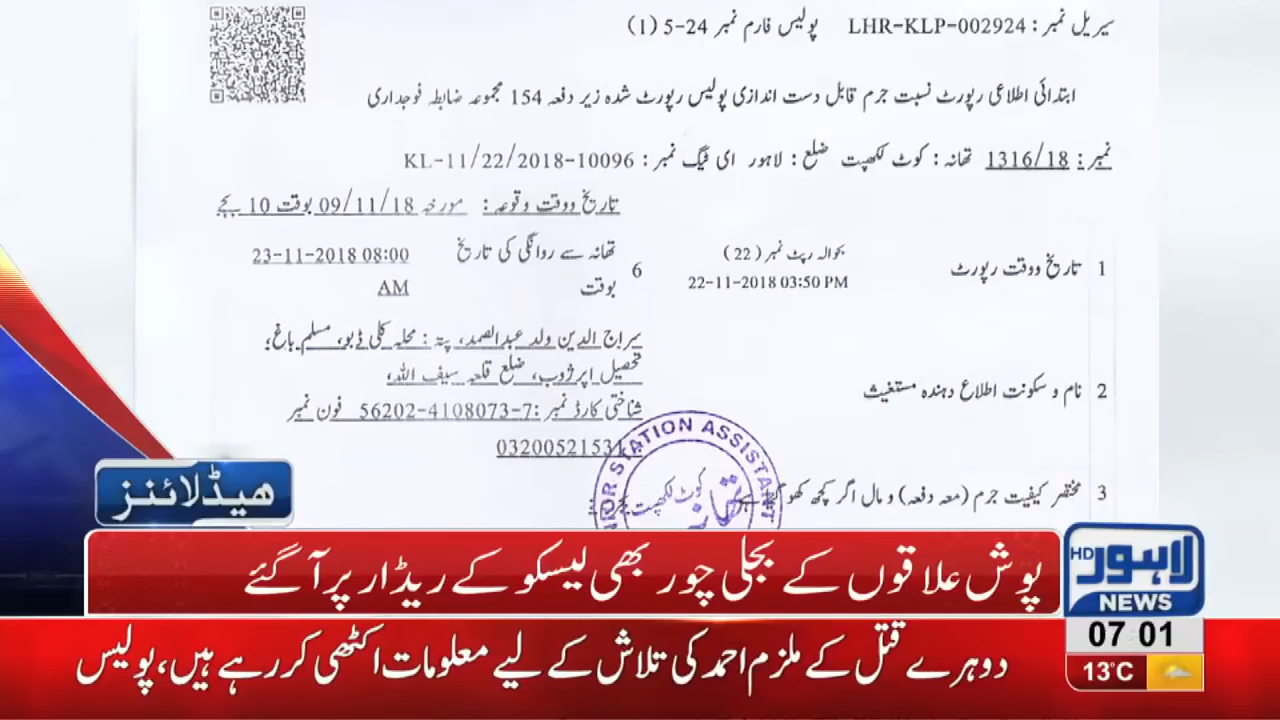 سیریل نمبر : LHR-KLP-002924 پولیس فارم نمبر 24-5 (1)
ابتدائی اطلاعی رپورٹ نسبت جرم قابل دست اندازی پولیس رپورٹ شدہ زیر دفعہ 154 مجموعہ ضابطہ فوجداری
نمبر : 1316/18 تھانہ : کوٹ لکھپت ضلع : لاہور ای ٹیگ نمبر : KL-11/22/2018-10096
تاریخ ووقت وقوعہ : مورخہ 09/11/18 بوقت 10 بجے
1 تاریخ ووقت رپورٹ
بحوالہ رپٹ نمبر (22)
22-11-2018 03:50 PM
6 تھانہ سے روانگی کی تاریخ
بوقت
23-11-2018 08:00
AM
2 نام و سکونت اطلاع دہندہ مستغیث
سراج الدین ولد عبدالصمد، پتہ : محلہ کلی ڈبو، مسلم باغ،
تحصیل اپر ژوب، ضلع قلعہ سیف اللہ،
شناختی کارڈ نمبر :7-4108073-56202 فون نمبر
03200521531
3 مختصر کیفیت جرم (معہ دفعہ) و مال اگر کچھ کھو گیا ہے
STATION ASSISTANT
کوٹ لکھپت
ھیڈلائنز
پوش علاقوں کے بجلی چور بھی لیسکو کے ریڈار پر آ گئے
دوہرے قتل کے ملزم احمد کی تلاش کے لیے معلومات اکٹھی کر رہے ہیں، پولیس
لاہور HD
NEWS
07 01
13°C